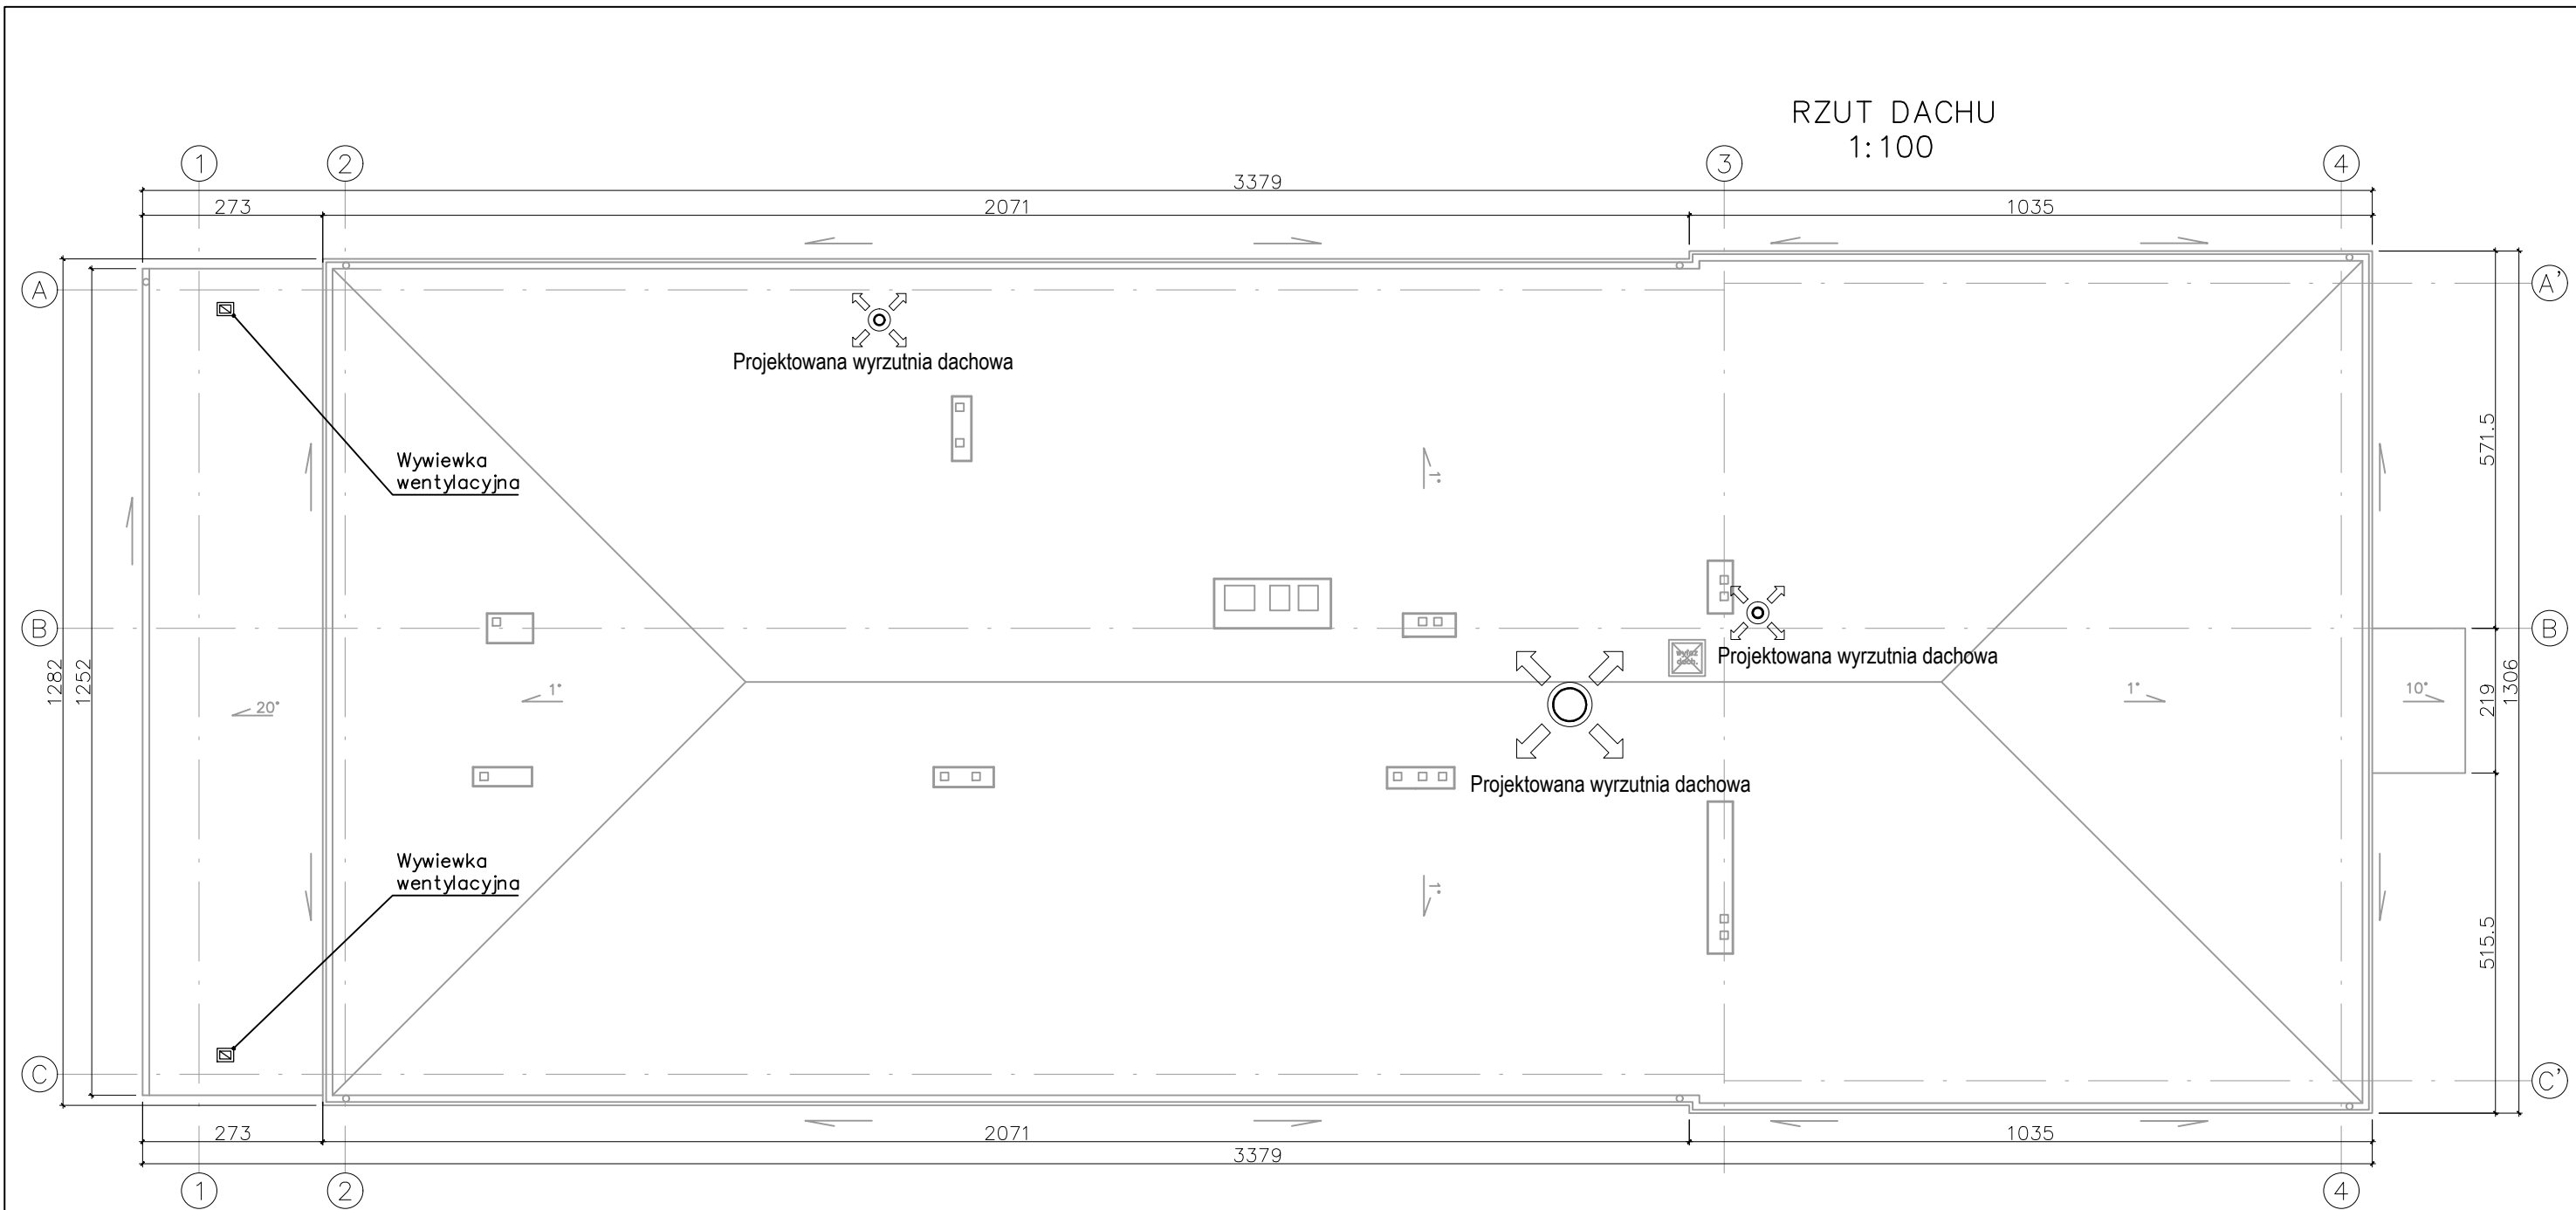 RZUT DACHU
1:100
1
2
3
4
3379
273
2071
1035
A
A'
Projektowana wyrzutnia dachowa
571.5
Wywiewka
wentylacyjna
1°
B
B
wyłaz
dach.
Projektowana wyrzutnia dachowa
1282
1252
20°
1°
1°
10°
219
1306
Projektowana wyrzutnia dachowa
Wywiewka
wentylacyjna
1°
515.5
C
C'
273
2071
1035
3379
1
2
4